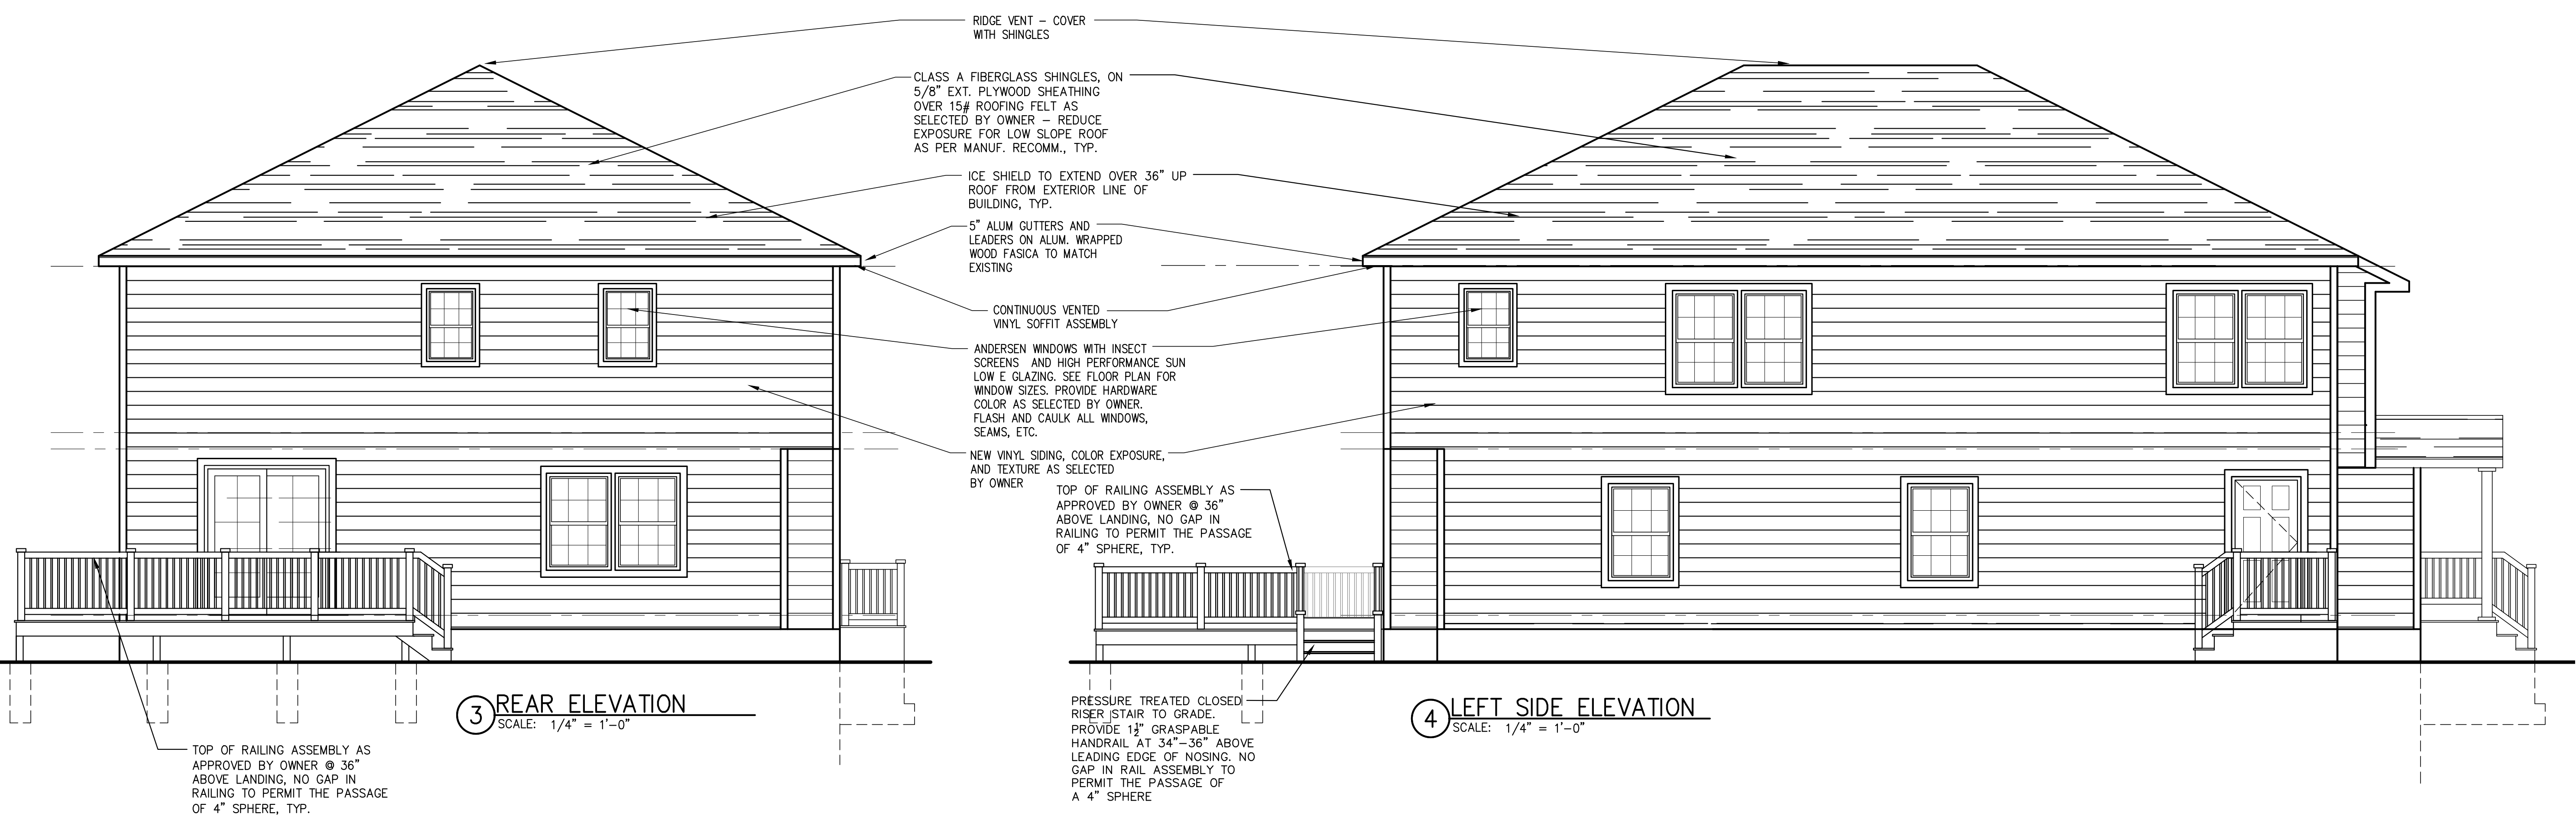 RIDGE VENT – COVER
WITH SHINGLES
CLASS A FIBERGLASS SHINGLES, ON
5/8" EXT. PLYWOOD SHEATHING
OVER 15# ROOFING FELT AS
SELECTED BY OWNER – REDUCE
EXPOSURE FOR LOW SLOPE ROOF
AS PER MANUF. RECOMM., TYP.
ICE SHIELD TO EXTEND OVER 36" UP
ROOF FROM EXTERIOR LINE OF
BUILDING, TYP.
5" ALUM GUTTERS AND
LEADERS ON ALUM. WRAPPED
WOOD FASICA TO MATCH
EXISTING
CONTINUOUS VENTED
VINYL SOFFIT ASSEMBLY
ANDERSEN WINDOWS WITH INSECT
SCREENS AND HIGH PERFORMANCE SUN
LOW E GLAZING. SEE FLOOR PLAN FOR
WINDOW SIZES. PROVIDE HARDWARE
COLOR AS SELECTED BY OWNER.
FLASH AND CAULK ALL WINDOWS,
SEAMS, ETC.
NEW VINYL SIDING, COLOR EXPOSURE,
AND TEXTURE AS SELECTED
BY OWNER
TOP OF RAILING ASSEMBLY AS
APPROVED BY OWNER @ 36"
ABOVE LANDING, NO GAP IN
RAILING TO PERMIT THE PASSAGE
OF 4" SPHERE, TYP.
3 REAR ELEVATION
SCALE: 1/4" = 1'–0"
TOP OF RAILING ASSEMBLY AS
APPROVED BY OWNER @ 36"
ABOVE LANDING, NO GAP IN
RAILING TO PERMIT THE PASSAGE
OF 4" SPHERE, TYP.
PRESSURE TREATED CLOSED
RISER STAIR TO GRADE.
PROVIDE 1½" GRASPABLE
HANDRAIL AT 34"–36" ABOVE
LEADING EDGE OF NOSING. NO
GAP IN RAIL ASSEMBLY TO
PERMIT THE PASSAGE OF
A 4" SPHERE
4 LEFT SIDE ELEVATION
SCALE: 1/4" = 1'–0"